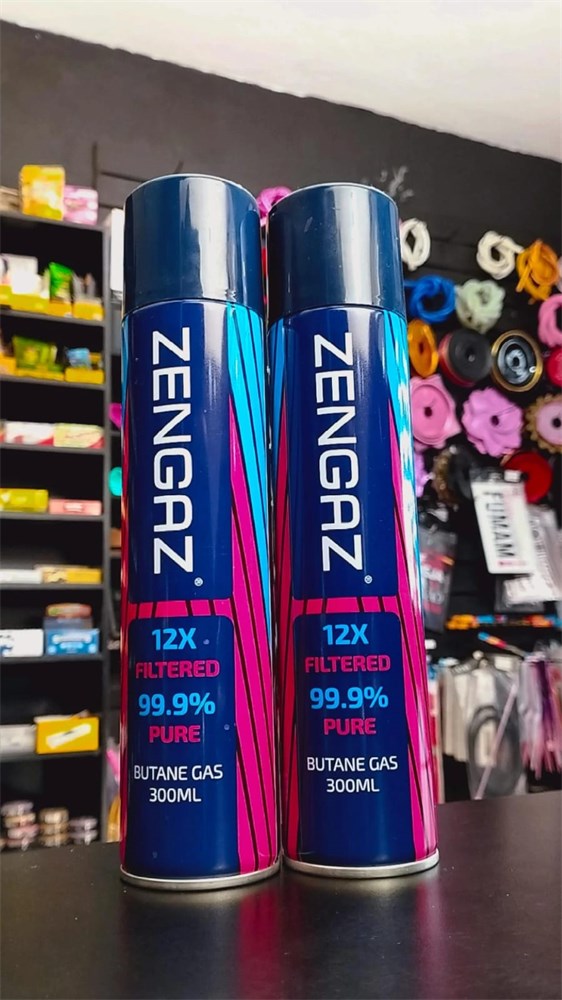 ZENGAZ®
12X
FILTERED
99.9%
PURE
BUTANE GAS
300ML
ZENGAZ®
12X
FILTERED
99.9%
PURE
BUTANE GAS
300ML
FUMAM